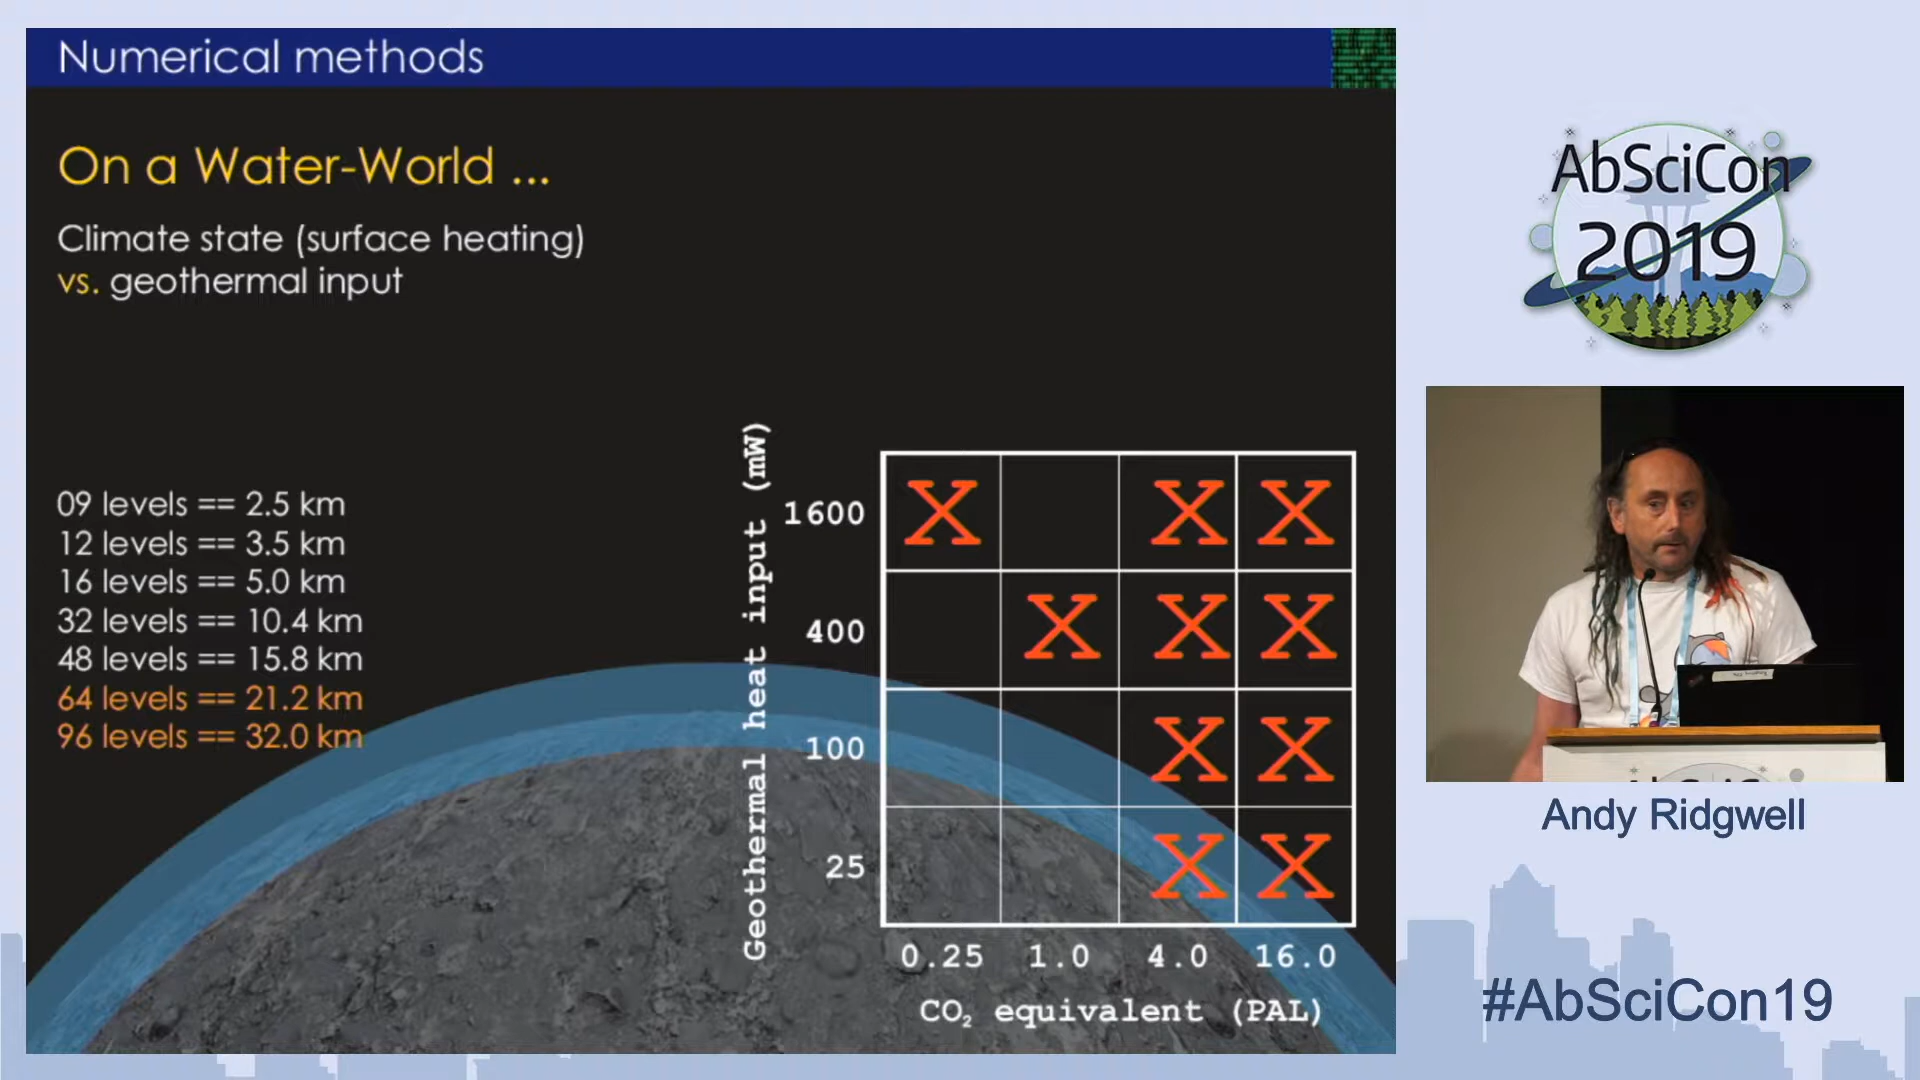 Numerical methods
On a Water-World ...
Climate state (surface heating)
vs. geothermal input
09 levels == 2.5 km
12 levels == 3.5 km
16 levels == 5.0 km
32 levels == 10.4 km
48 levels == 15.8 km
64 levels == 21.2 km
96 levels == 32.0 km
Geothermal heat input (mW)
1600
X X X
400
X X X
100
X X
25
X X
0.25 1.0 4.0 16.0
CO₂ equivalent (PAL)
AbSciCon
2019
Andy Ridgwell
#AbSciCon19